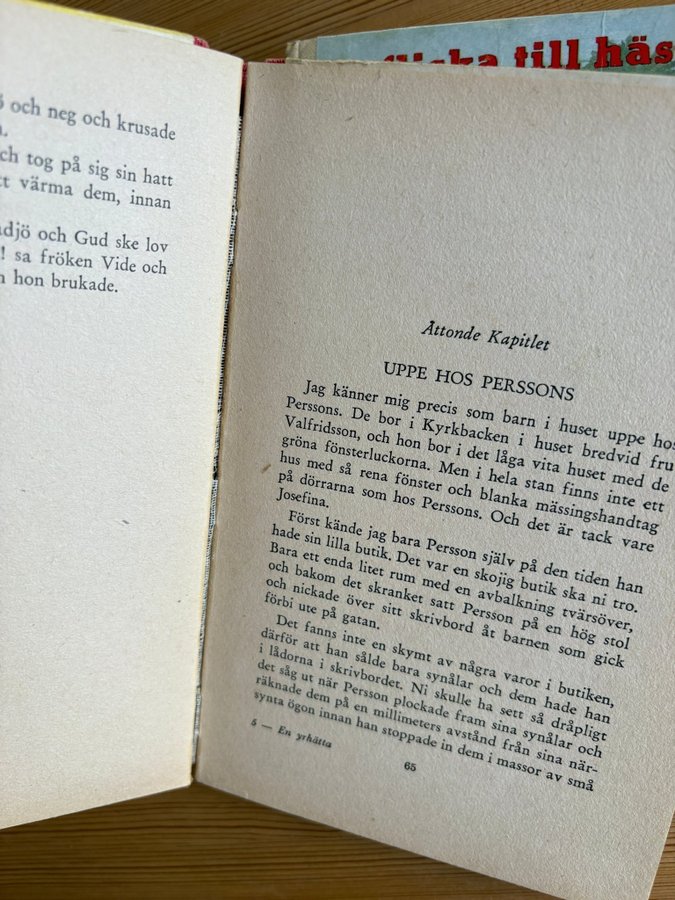 till häs
och neg och krusade
ch tog på sig sin hatt
tt värma dem, innan
djö och Gud ske lov
! sa fröken Vide och
hon brukade.
Åttonde Kapitlet
UPPE HOS PERSSONS
Jag känner mig precis som barn i huset uppe hos
Perssons. De bor i Kyrkbacken i huset bredvid fru
Valfridsson, och hon bor i det låga vita huset med de
gröna fönsterluckorna. Men i hela stan finns inte ett
hus med så rena fönster och blanka mässingshandtag
på dörrarna som hos Perssons. Och det är tack vare
Josefina.
Först kände jag bara Persson själv på den tiden han
hade sin lilla butik. Det var en skojig butik ska ni tro.
Bara ett enda litet rum med en avbalkning tvärsöver,
och bakom det skranket satt Persson på en hög stol
och nickade över sitt skrivbord åt barnen som gick
förbi ute på gatan.
Det fanns inte en skymt av några varor i butiken,
därför att han sålde bara synålar och dem hade han
i lådorna i skrivbordet. Ni skulle ha sett så dråpligt
det såg ut när Persson plockade fram sina synålar och
räknade dem på en millimeters avstånd från sina när-
synta ögon innan han stoppade in dem i massor av små
5 — En yrhätta
65